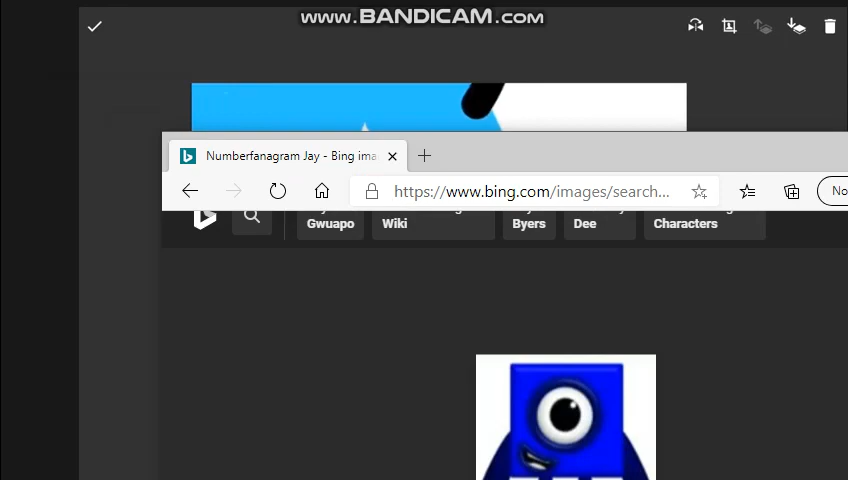 www.BANDICAM.com
Numberfanagram Jay - Bing ima
https://www.bing.com/images/search...
No
Gwuapo
Wiki
Byers
Dee
Characters